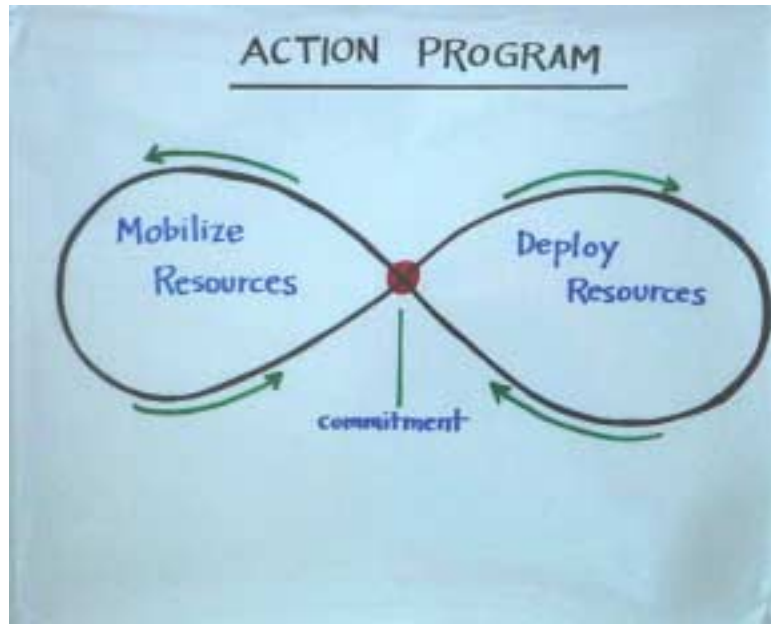 ACTION PROGRAM
Mobilize
Resources
Deploy
Resources
commitment